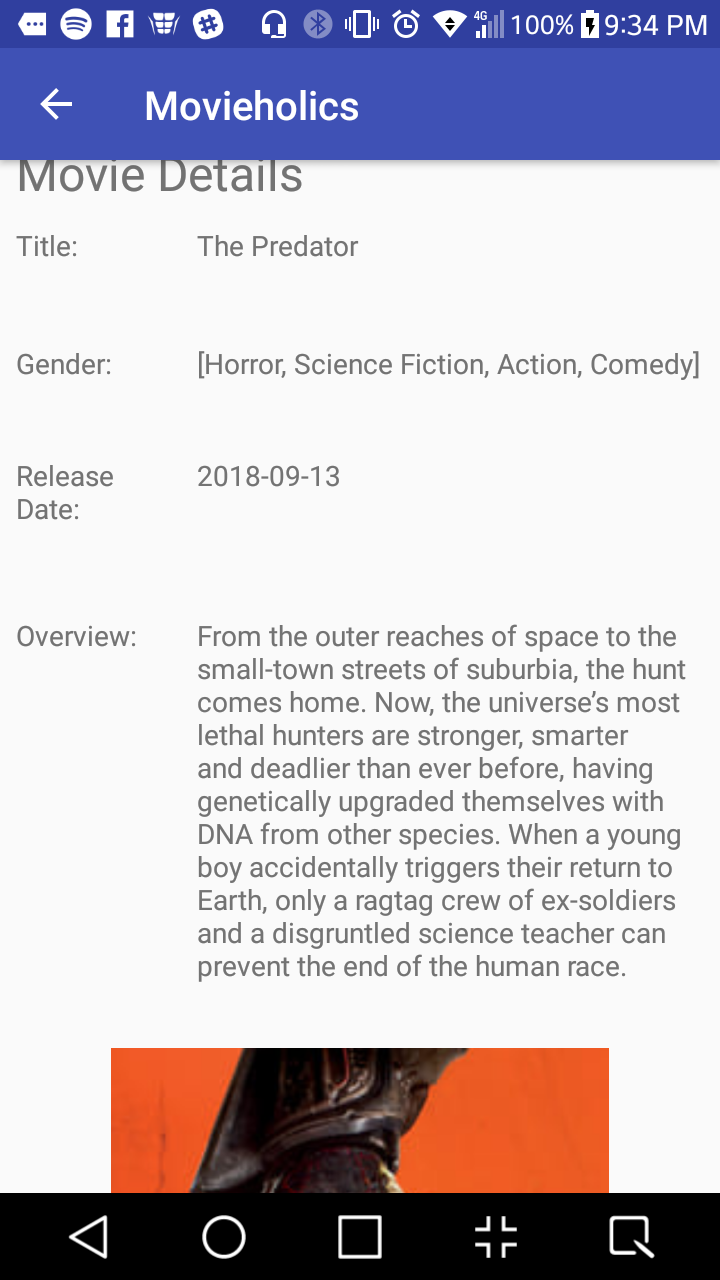 4G 100% 9:34 PM
Movieholics
Movie Details
Title: The Predator
Gender: [Horror, Science Fiction, Action, Comedy]
Release Date: 2018-09-13
Overview: From the outer reaches of space to the
small-town streets of suburbia, the hunt
comes home. Now, the universe’s most
lethal hunters are stronger, smarter
and deadlier than ever before, having
genetically upgraded themselves with
DNA from other species. When a young
boy accidentally triggers their return to
Earth, only a ragtag crew of ex-soldiers
and a disgruntled science teacher can
prevent the end of the human race.